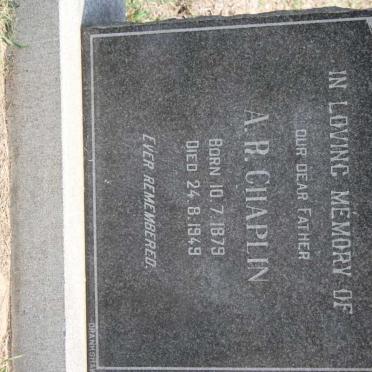 IN LOVING MEMORY OF
OUR DEAR FATHER
A. R. CHAPLIN
BORN 10.7.1879
DIED 24.8.1949
EVER REMEMBERED.